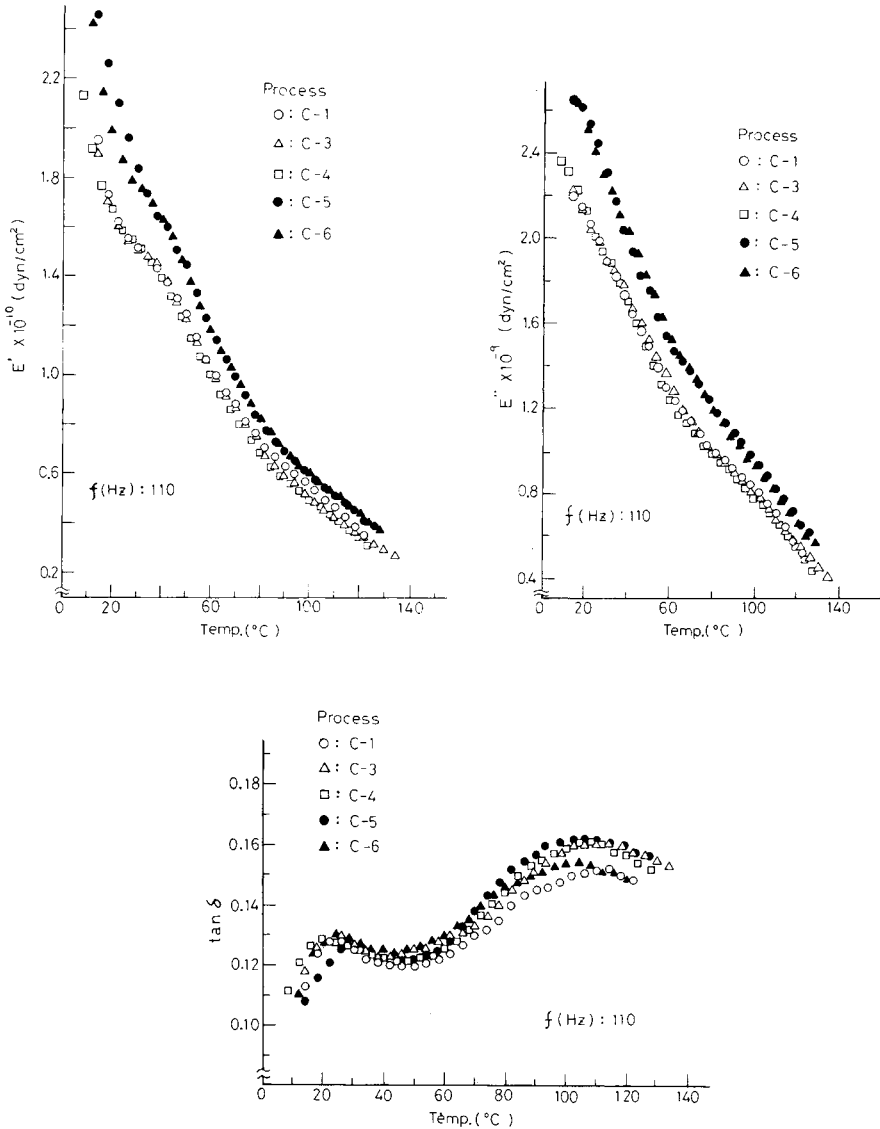 Process
○ : C-1
△ : C-3
□ : C-4
● : C-5
▲ : C-6
2.2
1.8
1.4
1.0
0.6
0.2
E' ×10⁻¹⁰ (dyn/cm²)
f(Hz) : 110
0 20 60 100 140
Temp.(°C)
Process
○ : C-1
△ : C-3
□ : C-4
● : C-5
▲ : C-6
2.4
2.0
1.6
1.2
0.8
0.4
E'' ×10⁻⁹ (dyn/cm²)
f(Hz) : 110
0 20 60 100 140
Temp.(°C)
Process
○ : C-1
△ : C-3
□ : C-4
● : C-5
▲ : C-6
0.18
0.16
0.14
0.12
0.10
tan δ
f(Hz) : 110
0 20 40 60 80 100 120 140
Temp.(°C)